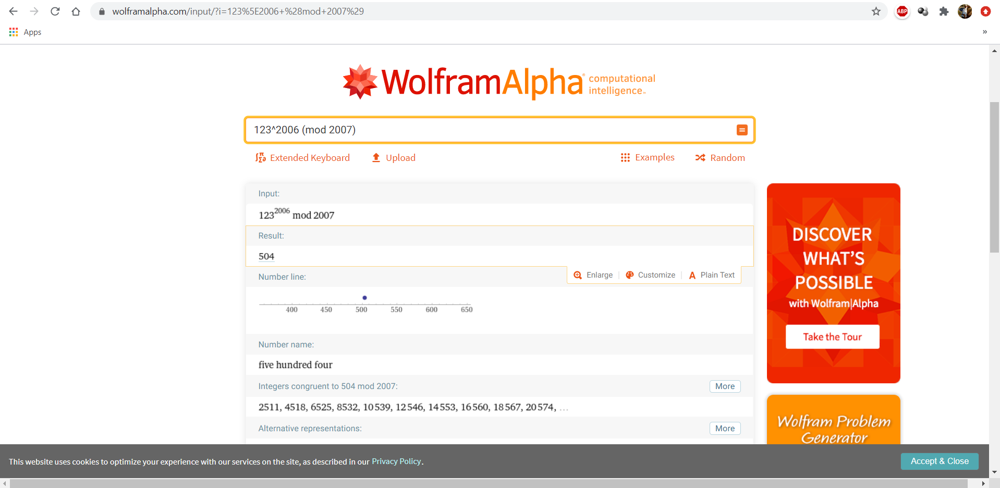 wolframalpha.com/input/?i=123%5E2006+%28mod+2007%29
ABP
Apps
»
WolframAlpha computational intelligence™
123^2006 (mod 2007)
Extended Keyboard Upload Examples Random
Input:
123^2006 mod 2007
Result:
504
Enlarge Customize A Plain Text
Number line:
400 450 500 550 600 650
Number name:
five hundred four
Integers congruent to 504 mod 2007: More
2511, 4518, 6525, 8532, 10539, 12546, 14553, 16560, 18567, 20574, ...
Alternative representations: More
DISCOVER
WHAT'S
POSSIBLE
with Wolfram|Alpha
Take the Tour
Wolfram Problem
Generator
This website uses cookies to optimize your experience with our services on the site, as described in our Privacy Policy. Accept & Close